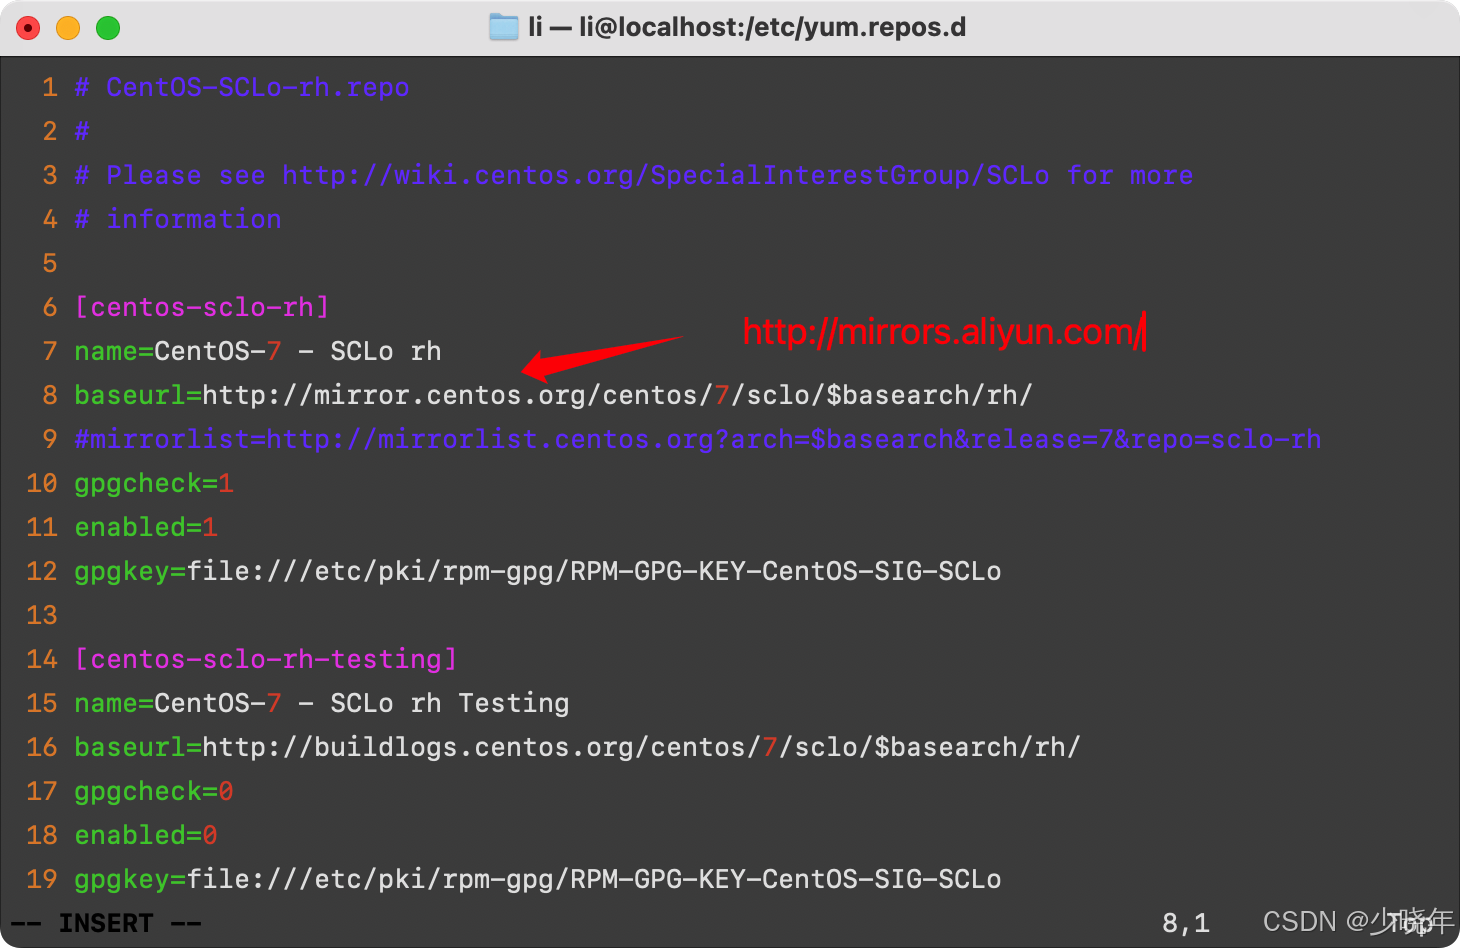 li — li@localhost:/etc/yum.repos.d
1 # CentOS-SCLo-rh.repo
2 #
3 # Please see http://wiki.centos.org/SpecialInterestGroup/SCLo for more
4 # information
5
6 [centos-sclo-rh]
http://mirrors.aliyun.com/
7 name=CentOS-7 - SCLo rh
8 baseurl=http://mirror.centos.org/centos/7/sclo/$basearch/rh/
9 #mirrorlist=http://mirrorlist.centos.org?arch=$basearch&release=7&repo=sclo-rh
10 gpgcheck=1
11 enabled=1
12 gpgkey=file:///etc/pki/rpm-gpg/RPM-GPG-KEY-CentOS-SIG-SCLo
13
14 [centos-sclo-rh-testing]
15 name=CentOS-7 - SCLo rh Testing
16 baseurl=http://buildlogs.centos.org/centos/7/sclo/$basearch/rh/
17 gpgcheck=0
18 enabled=0
19 gpgkey=file:///etc/pki/rpm-gpg/RPM-GPG-KEY-CentOS-SIG-SCLo
-- INSERT -- 8,1 Top
CSDN @少晓年